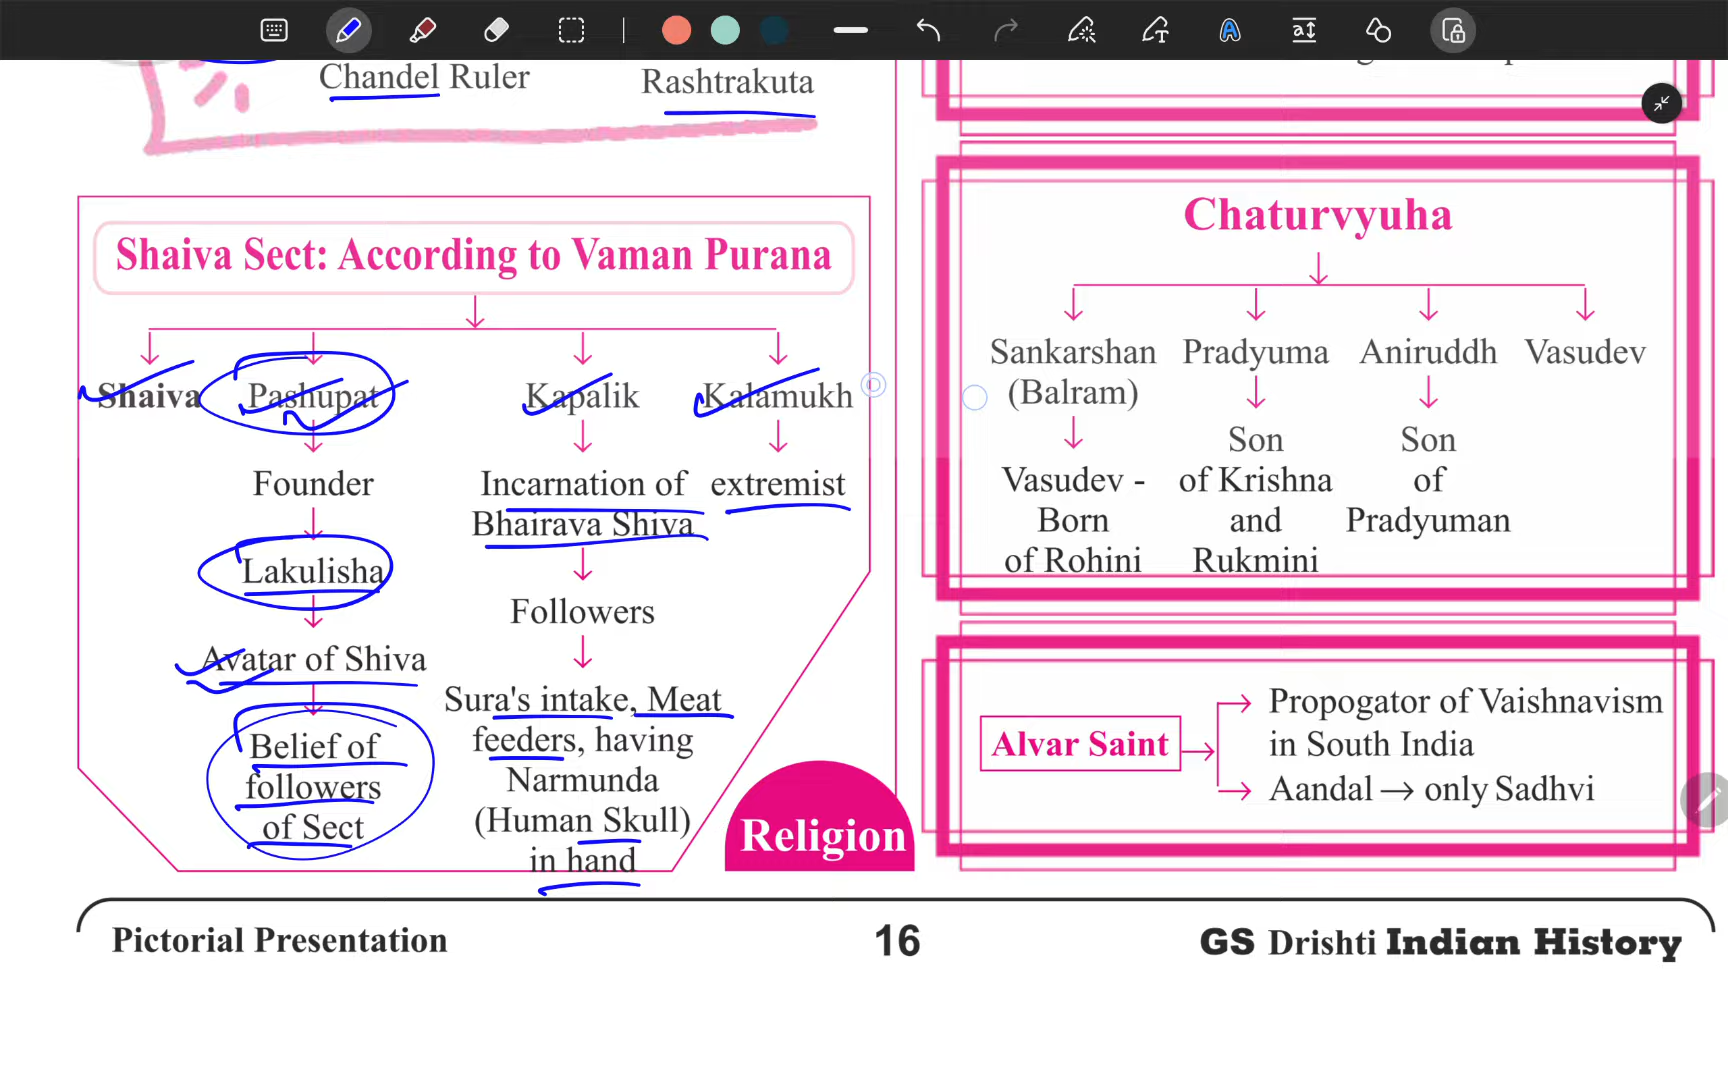 Chandel Ruler
Rashtrakuta
Shaiva Sect: According to Vaman Purana
Shaiva Pashupat Kapalik Kalamukh
Founder
Lakulisha
Avatar of Shiva
Belief of
followers
of Sect
Incarnation of
Bhairava Shiva
Followers
Sura's intake, Meat
feeders, having
Narmunda
(Human Skull)
in hand
extremist
Religion
Chaturvyuha
Sankarshan
(Balram)
Vasudev -
Born
of Rohini
Pradyuma
Son
of Krishna
and
Rukmini
Aniruddh
Son
of
Pradyuman
Vasudev
Alvar Saint
Propogator of Vaishnavism
in South India
Aandal → only Sadhvi
Pictorial Presentation 16 GS Drishti Indian History